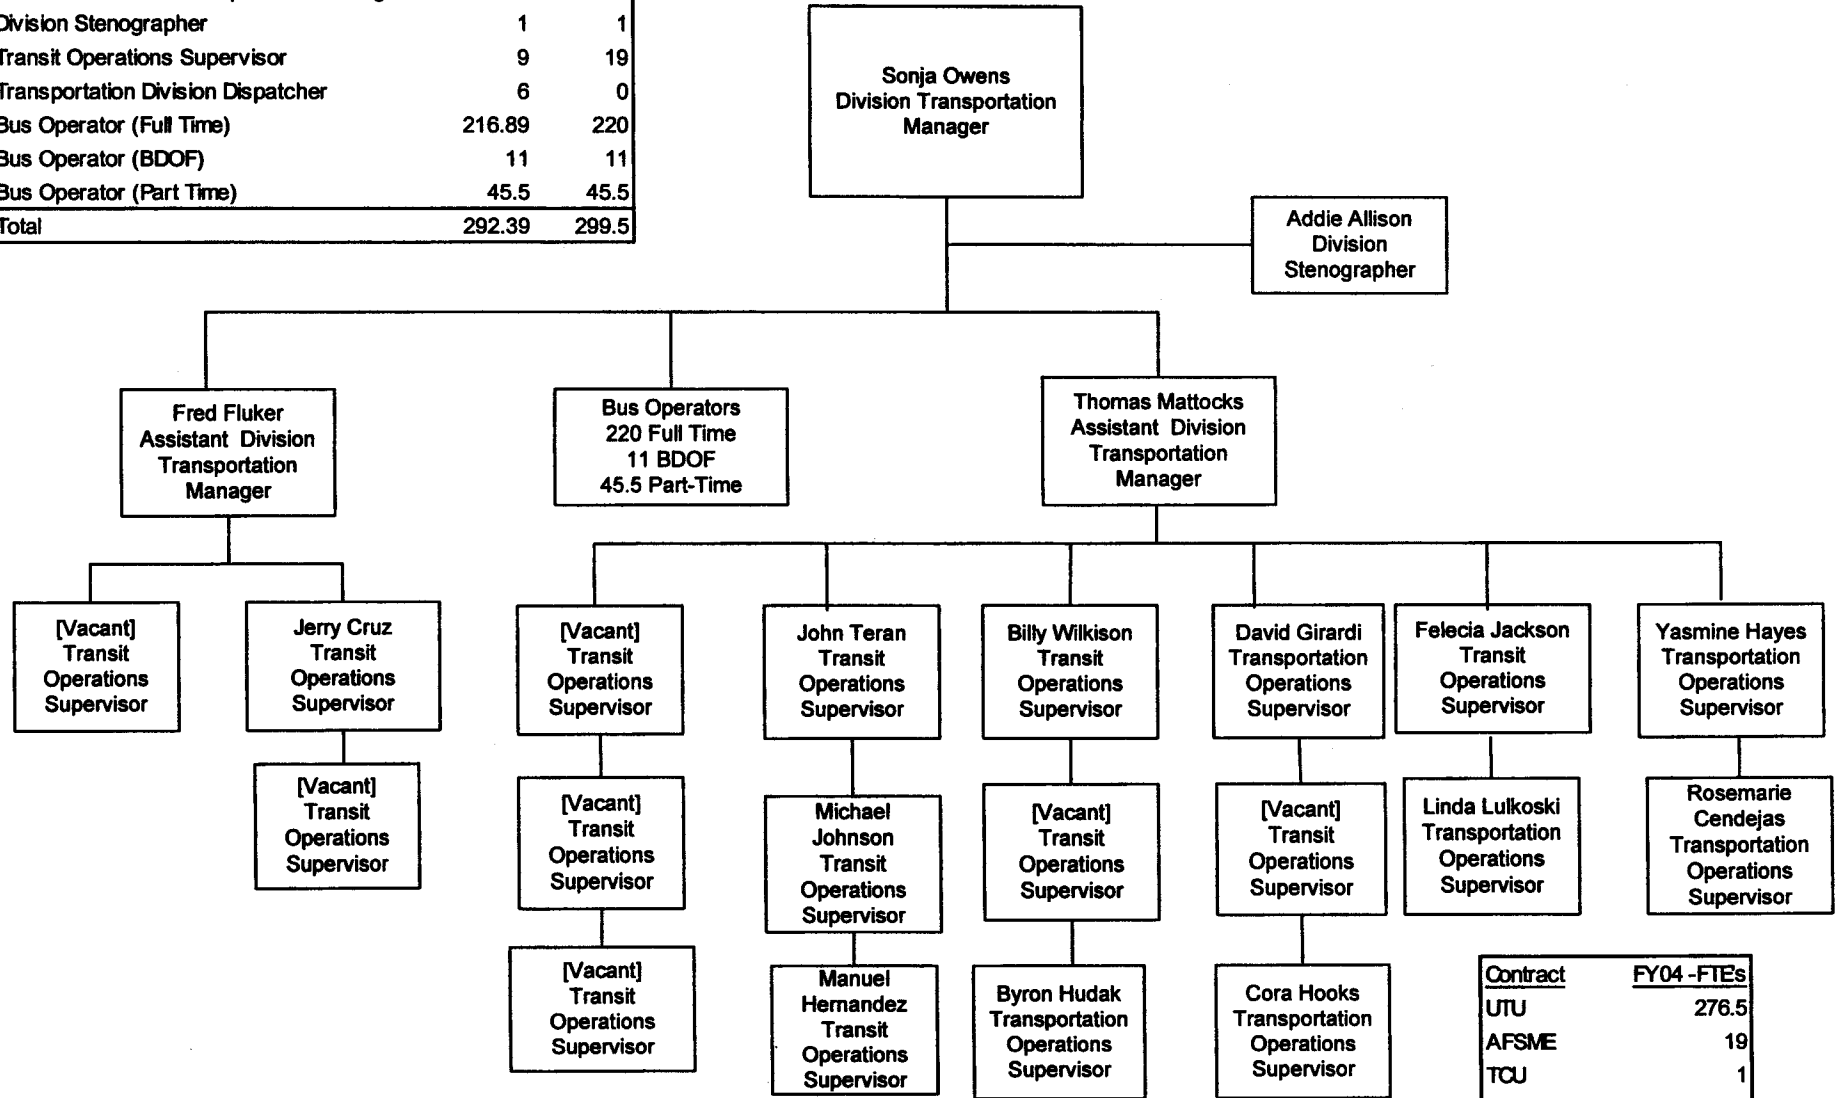 Division Stenographer 1 1
Transit Operations Supervisor 9 19
Transportation Division Dispatcher 6 0
Bus Operator (Full Time) 216.89 220
Bus Operator (BDOF) 11 11
Bus Operator (Part Time) 45.5 45.5
Total 292.39 299.5
Sonja Owens
Division Transportation
Manager
Addie Allison
Division
Stenographer
Fred Fluker
Assistant Division
Transportation
Manager
Bus Operators
220 Full Time
11 BDOF
45.5 Part-Time
Thomas Mattocks
Assistant Division
Transportation
Manager
[Vacant]
Transit
Operations
Supervisor
Jerry Cruz
Transit
Operations
Supervisor
[Vacant]
Transit
Operations
Supervisor
[Vacant]
Transit
Operations
Supervisor
[Vacant]
Transit
Operations
Supervisor
[Vacant]
Transit
Operations
Supervisor
John Teran
Transit
Operations
Supervisor
Michael
Johnson
Transit
Operations
Supervisor
Manuel
Hernandez
Transit
Operations
Supervisor
Billy Wilkison
Transit
Operations
Supervisor
[Vacant]
Transit
Operations
Supervisor
Byron Hudak
Transportation
Operations
Supervisor
David Girardi
Transportation
Operations
Supervisor
[Vacant]
Transit
Operations
Supervisor
Cora Hooks
Transportation
Operations
Supervisor
Felecia Jackson
Transit
Operations
Supervisor
Linda Lulkoski
Transportation
Operations
Supervisor
Yasmine Hayes
Transportation
Operations
Supervisor
Rosemarie
Cendejas
Transportation
Operations
Supervisor
Contract FY04 -FTEs
UTU 276.5
AFSME 19
TCU 1